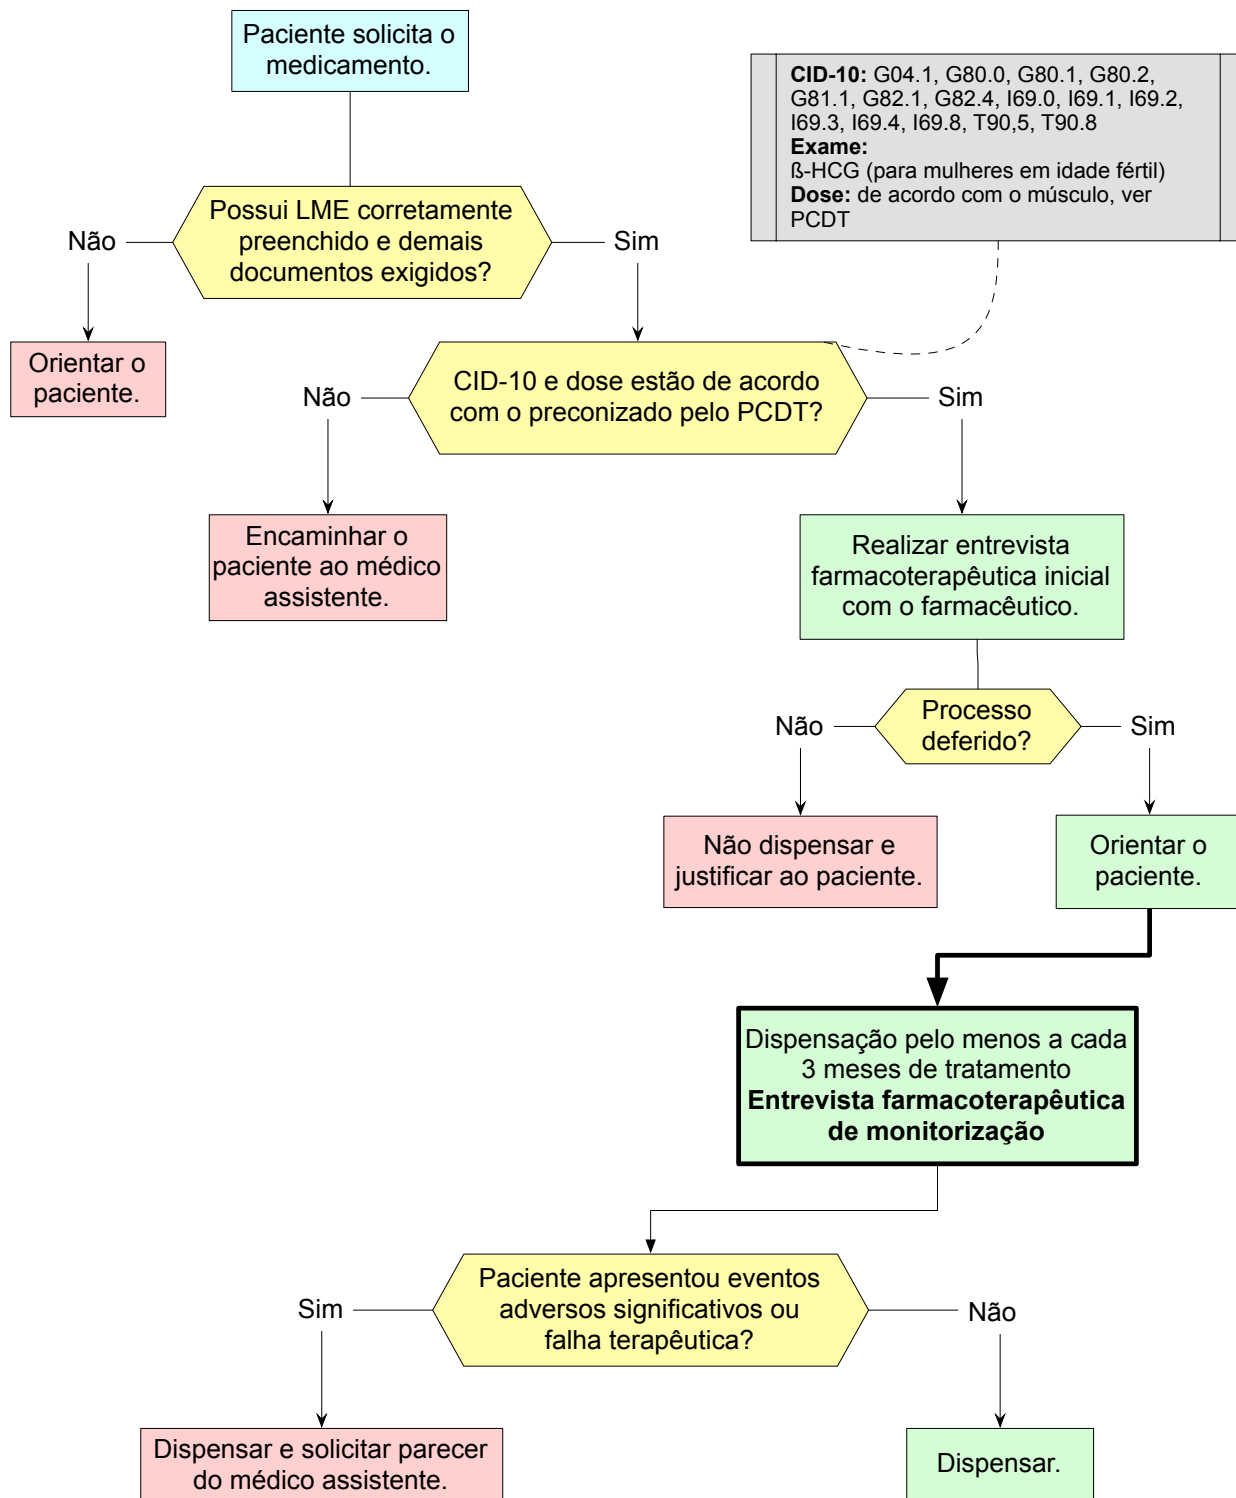 Paciente solicita o
medicamento.
CID-10: G04.1, G80.0, G80.1, G80.2,
G81.1, G82.1, G82.4, I69.0, I69.1, I69.2,
I69.3, I69.4, I69.8, T90,5, T90.8
Exame:
ß-HCG (para mulheres em idade fértil)
Dose: de acordo com o músculo, ver
PCDT
Possui LME corretamente
preenchido e demais
documentos exigidos?
Não
Sim
Orientar o
paciente.
CID-10 e dose estão de acordo
com o preconizado pelo PCDT?
Não
Sim
Encaminhar o
paciente ao médico
assistente.
Realizar entrevista
farmacoterapêutica inicial
com o farmacêutico.
Processo
deferido?
Não
Sim
Não dispensar e
justificar ao paciente.
Orientar o
paciente.
Dispensação pelo menos a cada
3 meses de tratamento
Entrevista farmacoterapêutica
de monitorização
Paciente apresentou eventos
adversos significativos ou
falha terapêutica?
Sim
Não
Dispensar e solicitar parecer
do médico assistente.
Dispensar.